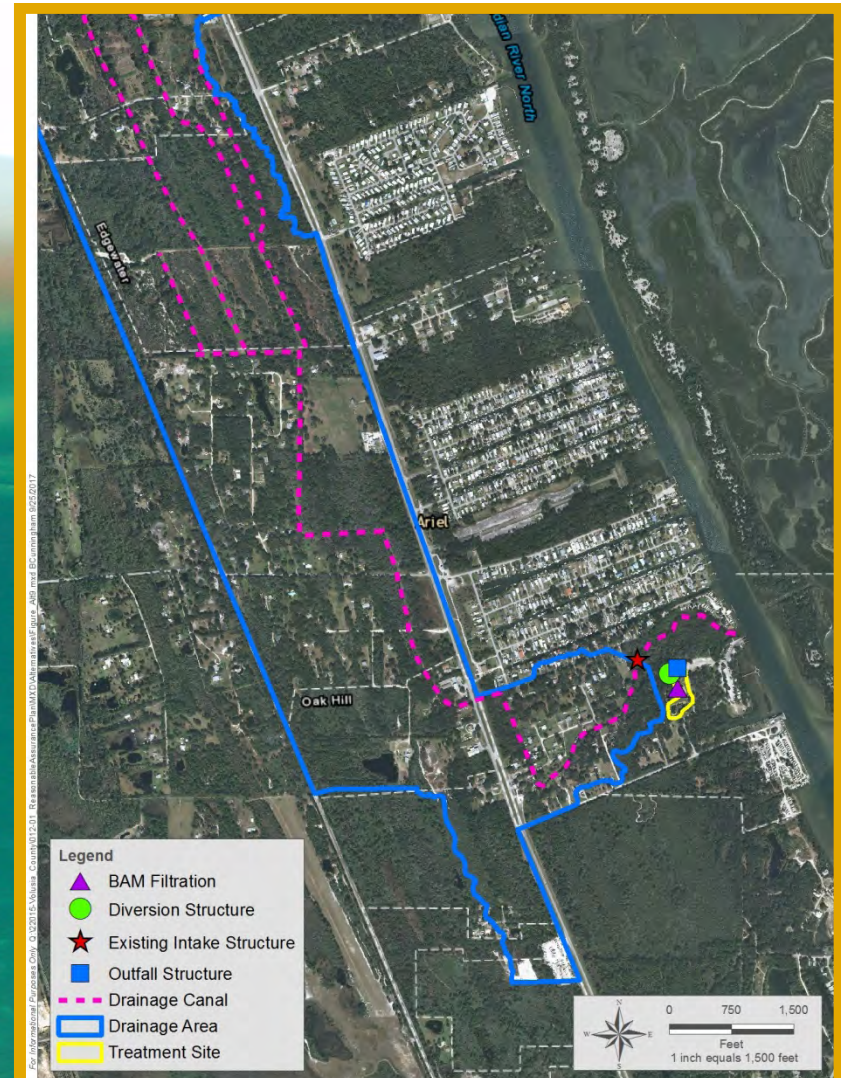 Indian River North
Edgewater
Ariel
Oak Hill
Legend
BAM Filtration
Diversion Structure
Existing Intake Structure
Outfall Structure
Drainage Canal
Drainage Area
Treatment Site
N
W
E
S
0 750 1,500
Feet
1 inch equals 1,500 feet